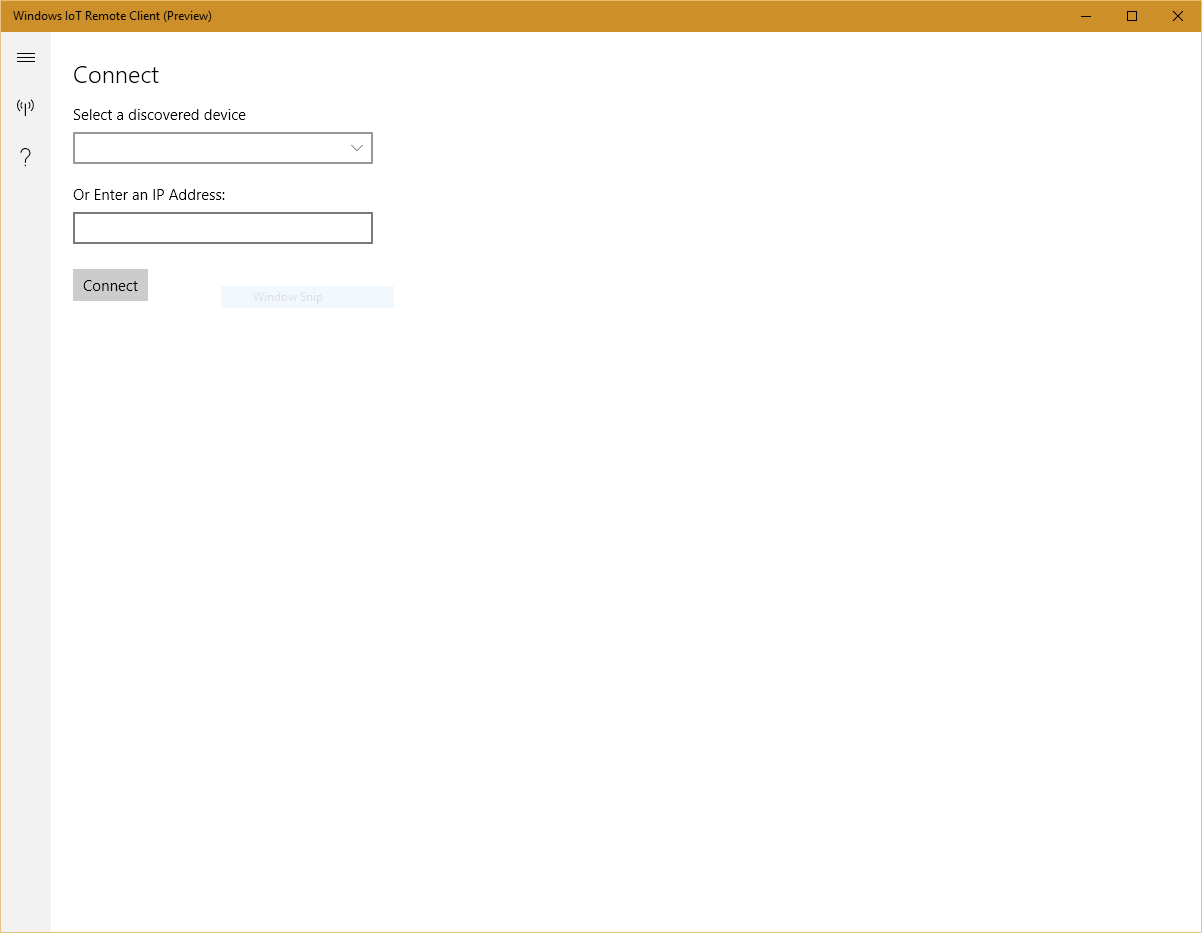 Windows IoT Remote Client (Preview)
Connect
Select a discovered device
Or Enter an IP Address:
Connect
Window Snip
?